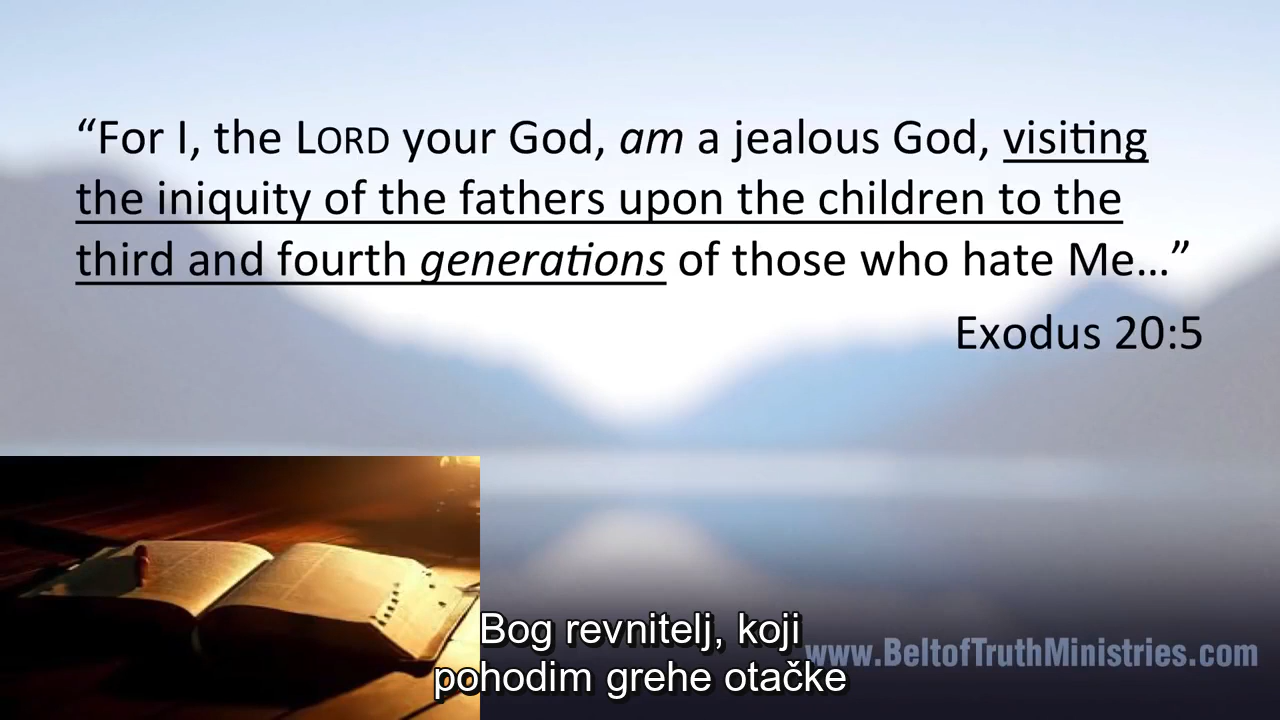 “For I, the LORD your God, am a jealous God, visiting
the iniquity of the fathers upon the children to the
third and fourth generations of those who hate Me…”
Exodus 20:5
Bog revnitelj, koji
pohodim grehe otačke
www.BeltofTruthMinistries.com